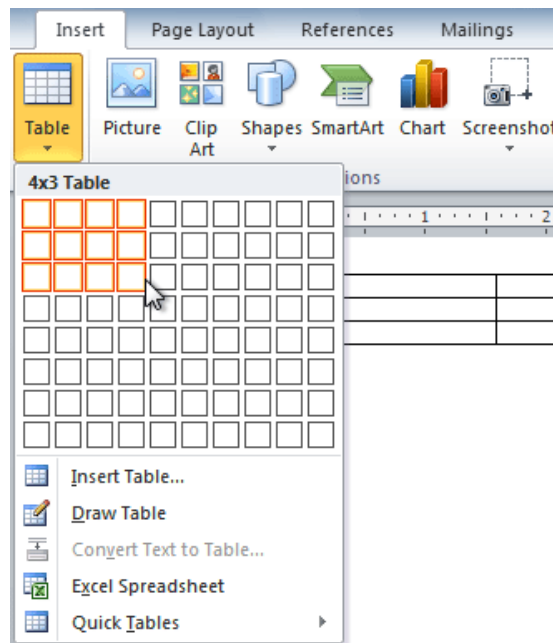 Insert Page Layout References Mailings
Table Picture Clip Art Shapes SmartArt Chart Screenshot
ions
4x3 Table
1 2
Insert Table...
Draw Table
Convert Text to Table...
Excel Spreadsheet
Quick Tables